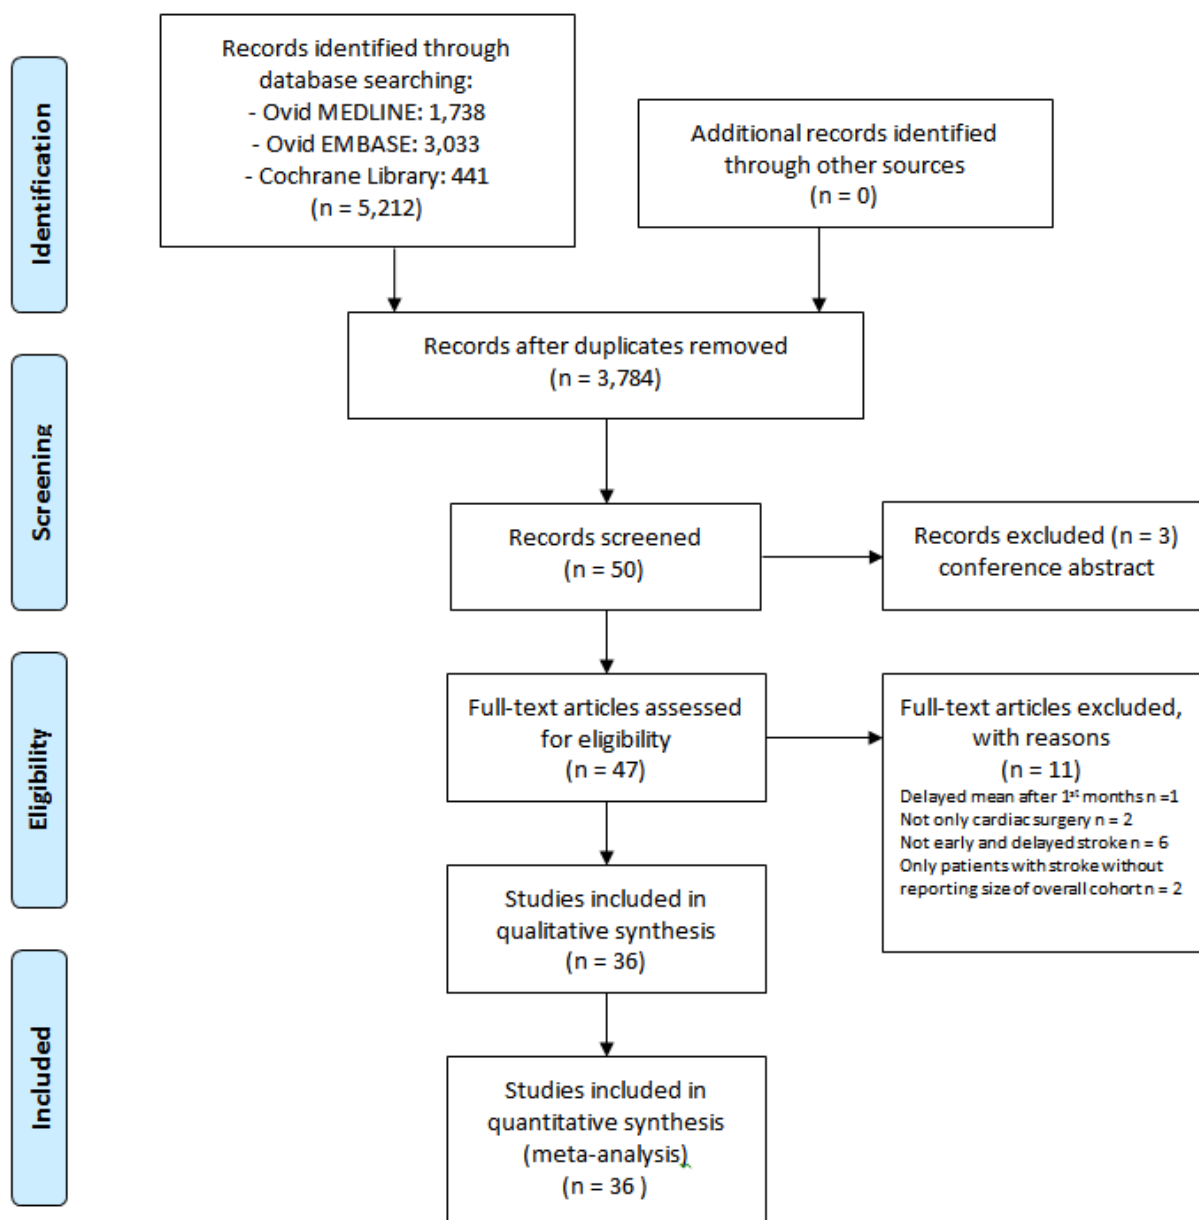 Identification
Records identified through
database searching:
- Ovid MEDLINE: 1,738
- Ovid EMBASE: 3,033
- Cochrane Library: 441
(n = 5,212)
Additional records identified
through other sources
(n = 0)
Records after duplicates removed
(n = 3,784)
Screening
Records screened
(n = 50)
Records excluded (n = 3)
conference abstract
Eligibility
Full-text articles assessed
for eligibility
(n = 47)
Full-text articles excluded,
with reasons
(n = 11)
Delayed mean after 1st months n =1
Not only cardiac surgery n = 2
Not early and delayed stroke n = 6
Only patients with stroke without
reporting size of overall cohort n = 2
Studies included in
qualitative synthesis
(n = 36)
Included
Studies included in
quantitative synthesis
(meta-analysis)
(n = 36 )